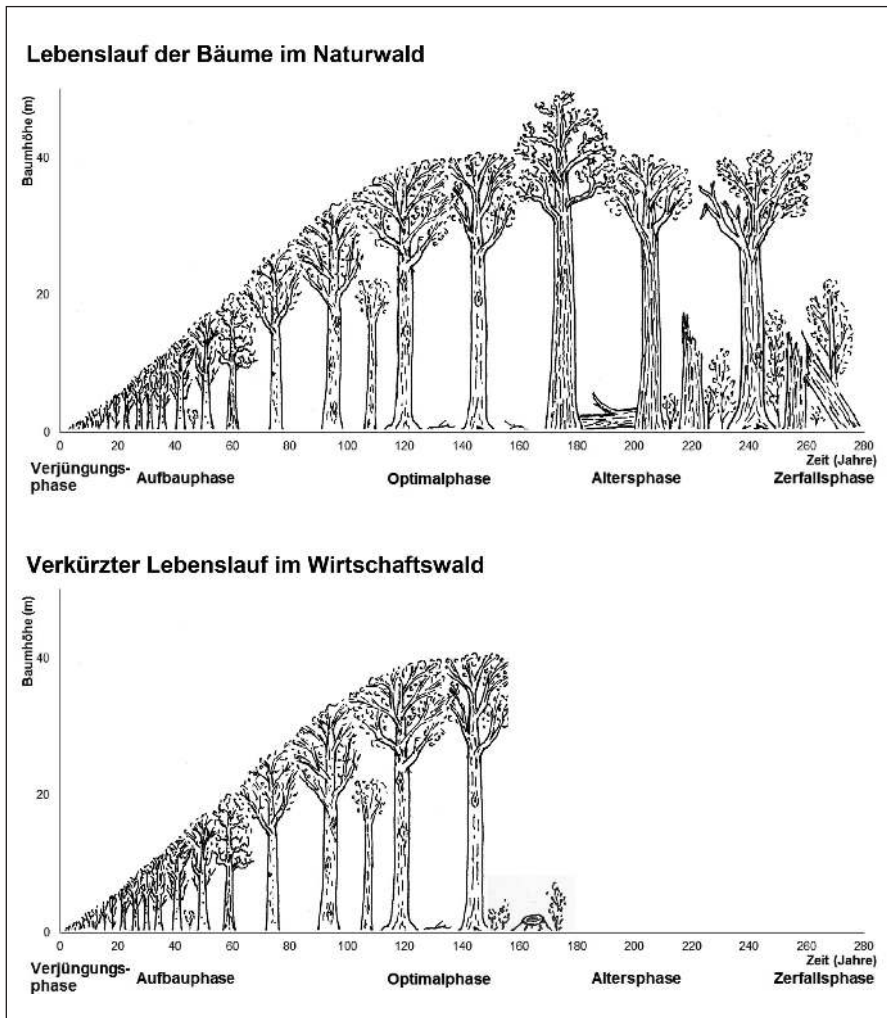 Lebenslauf der Bäume im Naturwald
Baumhöhe (m)
40
20
0
0 20 40 60 80 100 120 140 160 180 200 220 240 260 280
Zeit (Jahre)
Verjüngungs-
phase Aufbauphase Optimalphase Altersphase Zerfallsphase
Verkürzter Lebenslauf im Wirtschaftswald
Baumhöhe (m)
40
20
0
0 20 40 60 80 100 120 140 160 180 200 220 240 260 280
Zeit (Jahre)
Verjüngungs-
phase Aufbauphase Optimalphase Altersphase Zerfallsphase